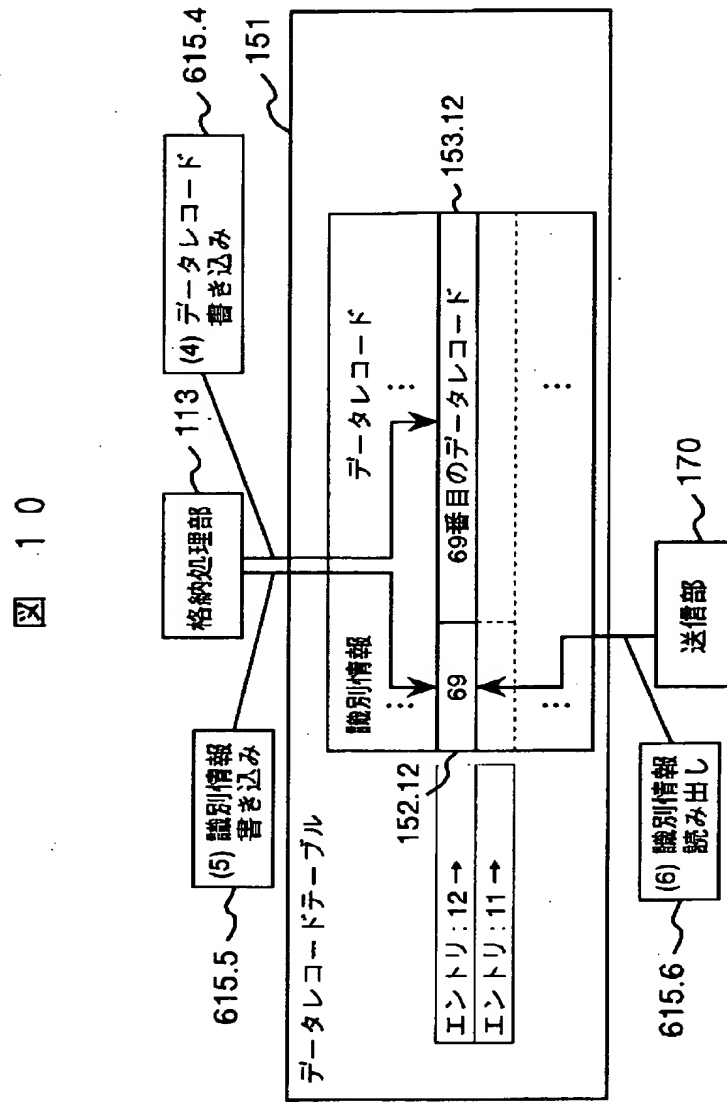 図 10
615.5
(5) 識別情報
書き込み
格納処理部
113
(4) データレコード
書き込み
615.4
151
データレコードテーブル
識別情報
データレコード
⋮
⋮
エントリ:12→
152.12
69
69番目のデータレコード
153.12
エントリ:11→
⋮
⋮
615.6
(6) 識別情報
読み出し
送信部
170